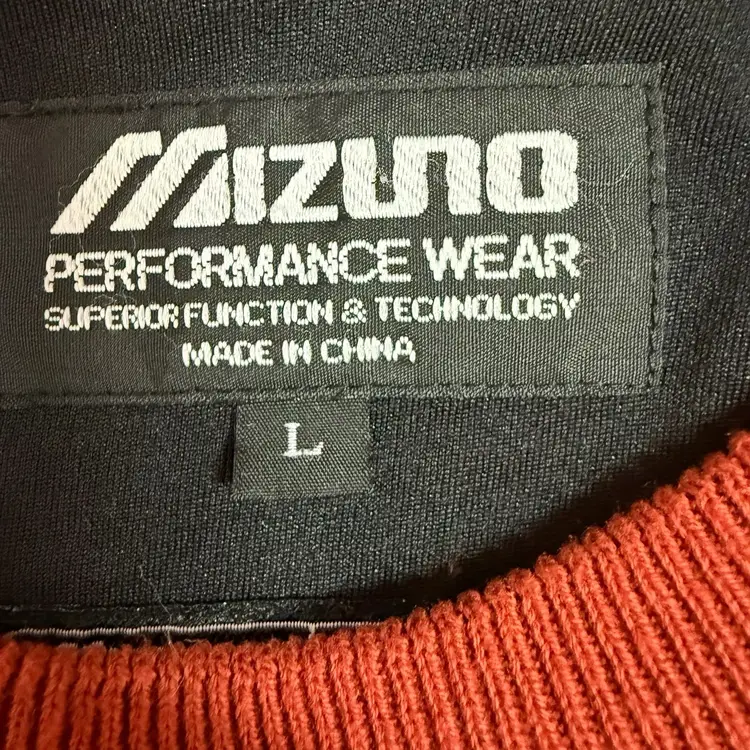 MIZUNO
PERFORMANCE WEAR
SUPERIOR FUNCTION & TECHNOLOGY
MADE IN CHINA
L